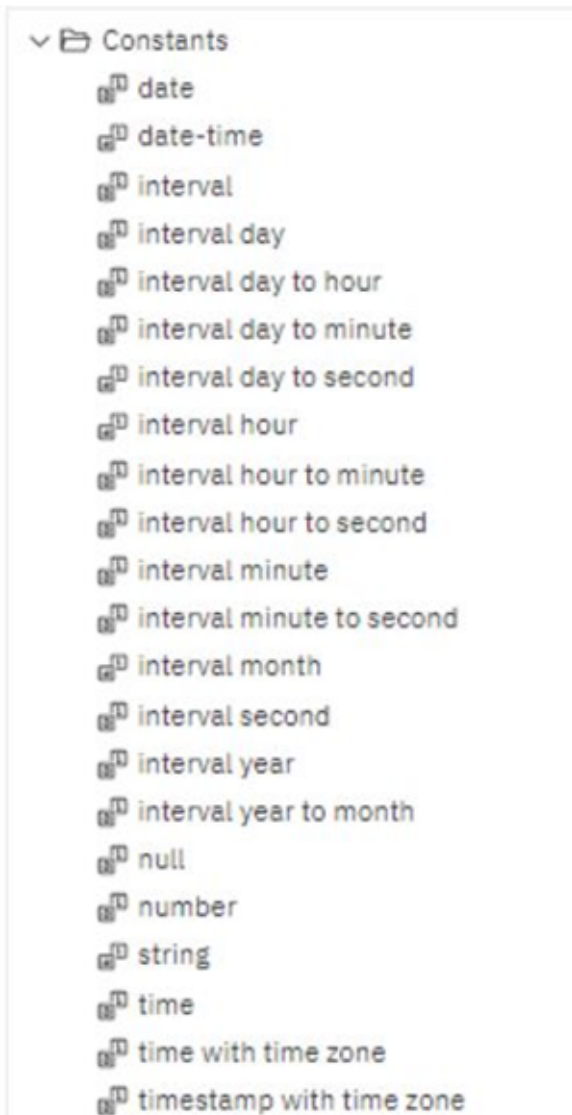 Constants
date
date-time
interval
interval day
interval day to hour
interval day to minute
interval day to second
interval hour
interval hour to minute
interval hour to second
interval minute
interval minute to second
interval month
interval second
interval year
interval year to month
null
number
string
time
time with time zone
timestamp with time zone